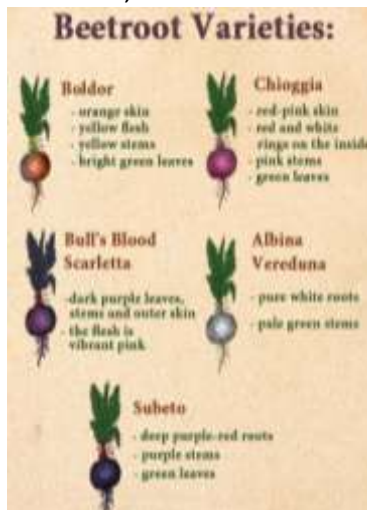 Beetroot Varieties:
Boldor
- orange skin
- yellow flesh
- yellow stems
- bright green leaves
Chioggia
- red-pink skin
- red and white
rings on the inside
- pink stems
- green leaves
Bull's Blood
Scarletta
-dark purple leaves,
stems and outer skin
- the flesh is
vibrant pink
Albina
Vereduna
- pure white roots
- pale green stems
Subeto
- deep purple-red roots
- purple stems
- green leaves